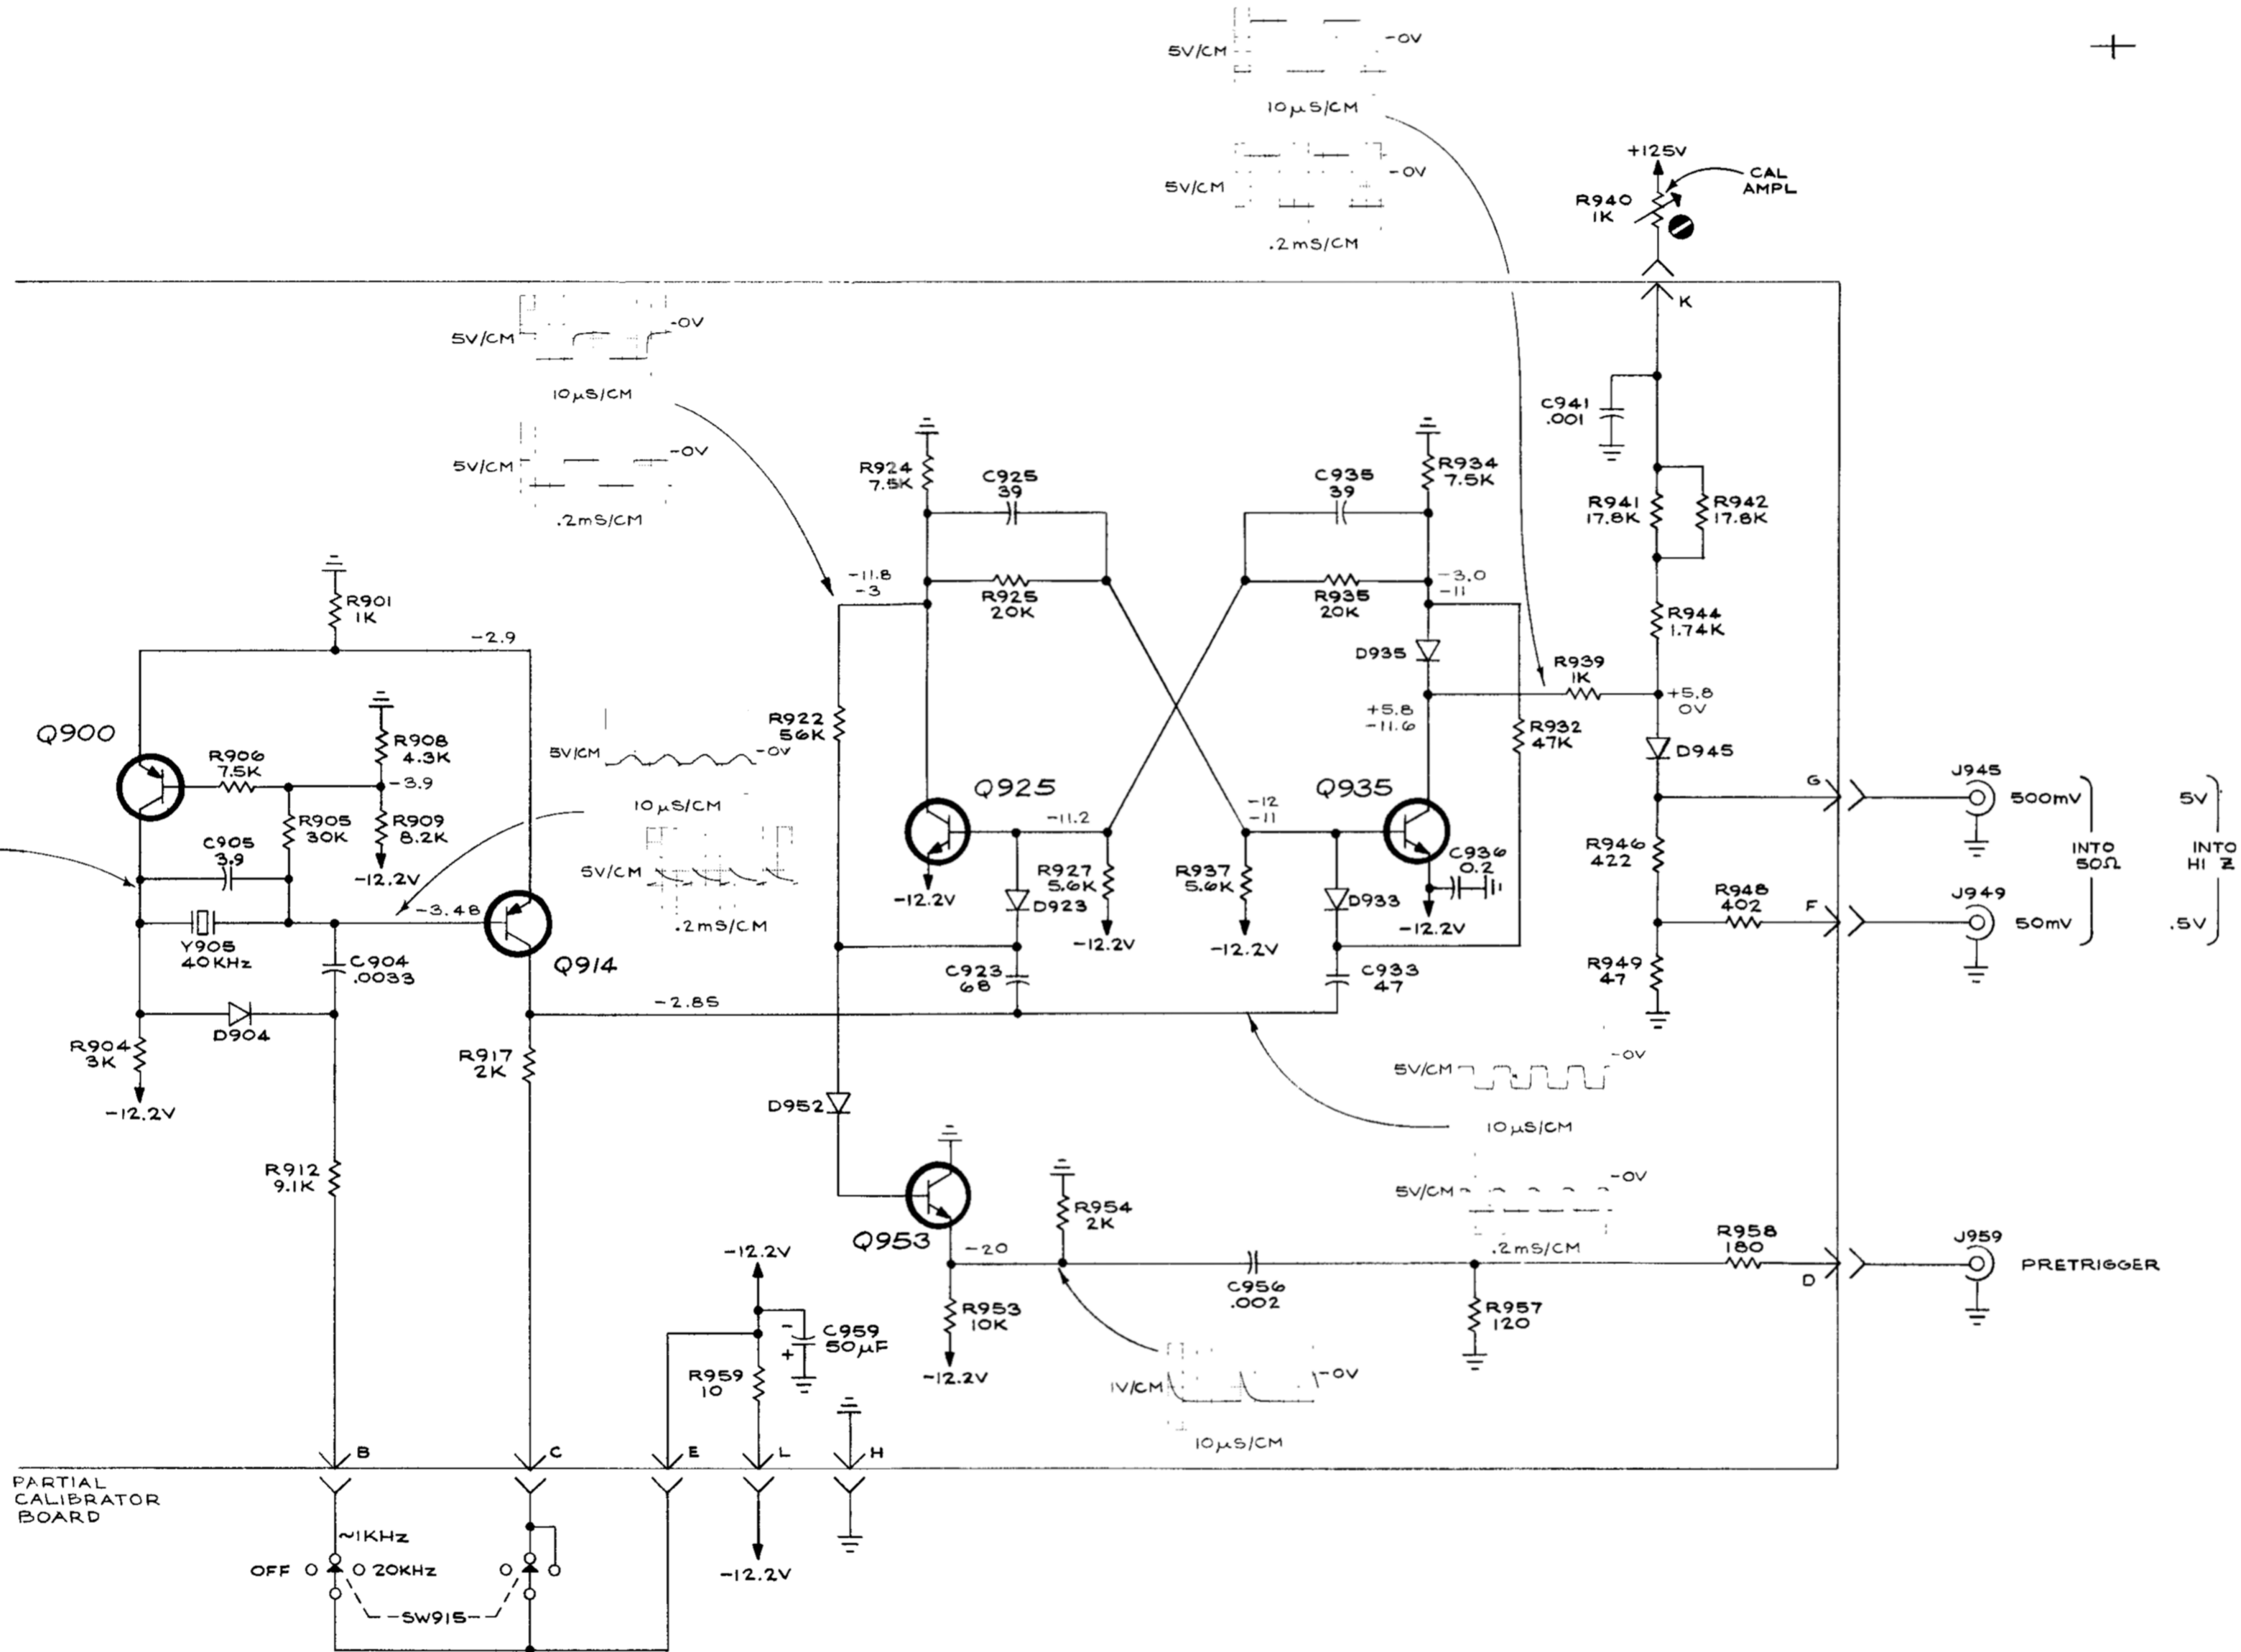 5V/CM
-0V
10µS/CM
5V/CM
-0V
.2mS/CM
+125V
CAL
AMPL
R940
1K
K
5V/CM
-0V
10µS/CM
5V/CM
-0V
.2mS/CM
C941
.001
R924
7.5K
C925
39
C935
39
R934
7.5K
R941
17.8K
R942
17.8K
R901
1K
-11.8
-3
R925
20K
R935
20K
-3.0
-11
R944
1.74K
-2.9
D935
R939
1K
+5.8
0V
Q900
R906
7.5K
R908
4.3K
-3.9
R905
30K
R909
8.2K
-12.2V
C905
3.9
R922
56K
5V/CM
-0V
10µS/CM
5V/CM
.2mS/CM
+5.8
-11.6
R932
47K
D945
Q925
-11.2
-12
-11
Q935
G
J945
500mV
5V
R927
5.6K
R937
5.6K
C936
0.2
R946
422
INTO
50Ω
INTO
HI Z
-12.2V
D923
D933
-12.2V
R948
402
F
J949
50mV
.5V
-3.48
Y905
40KHz
C904
.0033
Q914
-12.2V
-12.2V
C923
68
C933
47
R949
47
D904
-2.85
R904
3K
-12.2V
R917
2K
5V/CM
-0V
10µS/CM
D952
R912
9.1K
5V/CM
-0V
.2mS/CM
Q953
R954
2K
-20
C956
.002
R958
180
D
J959
PRETRIGGER
-12.2V
C959
50µF
-
+
R953
10K
-12.2V
R957
120
R959
10
1V/CM
-0V
10µS/CM
B
C
E
L
H
PARTIAL
CALIBRATOR
BOARD
~1KHz
OFF
20KHz
SW915
-12.2V